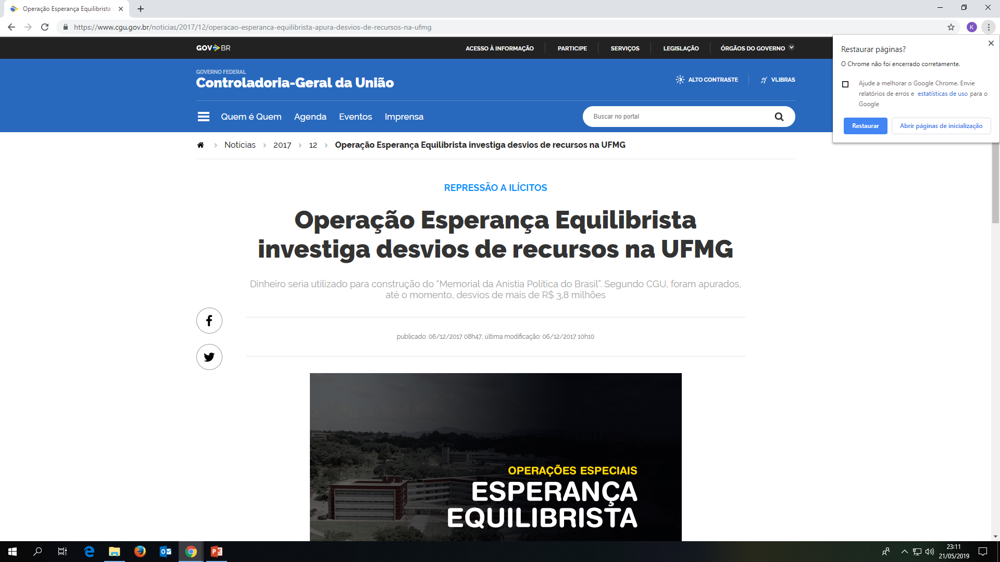 Operação Esperança Equilibrista
https://www.cgu.gov.br/noticias/2017/12/operacao-esperanca-equilibrista-apura-desvios-de-recursos-na-ufmg
K
Restaurar páginas?
O Chrome não foi encerrado corretamente.
Ajude a melhorar o Google Chrome. Envie
relatórios de erros e estatísticas de uso para o
Google
Restaurar
Abrir páginas de inicialização
GOV BR
ACESSO À INFORMAÇÃO
PARTICIPE
SERVIÇOS
LEGISLAÇÃO
ÓRGÃOS DO GOVERNO
GOVERNO FEDERAL
Controladoria-Geral da União
ALTO CONTRASTE
VLIBRAS
Quem é Quem
Agenda
Eventos
Imprensa
Buscar no portal
Notícias > 2017 > 12 > Operação Esperança Equilibrista investiga desvios de recursos na UFMG
REPRESSÃO A ILÍCITOS
Operação Esperança Equilibrista
investiga desvios de recursos na UFMG
Dinheiro seria utilizado para construção do “Memorial da Anistia Política do Brasil”. Segundo CGU, foram apurados,
até o momento, desvios de mais de R$ 3,8 milhões
publicado: 06/12/2017 08h47, última modificação: 06/12/2017 10h10
OPERAÇÕES ESPECIAIS
ESPERANÇA
EQUILIBRISTA
23:11
21/05/2019